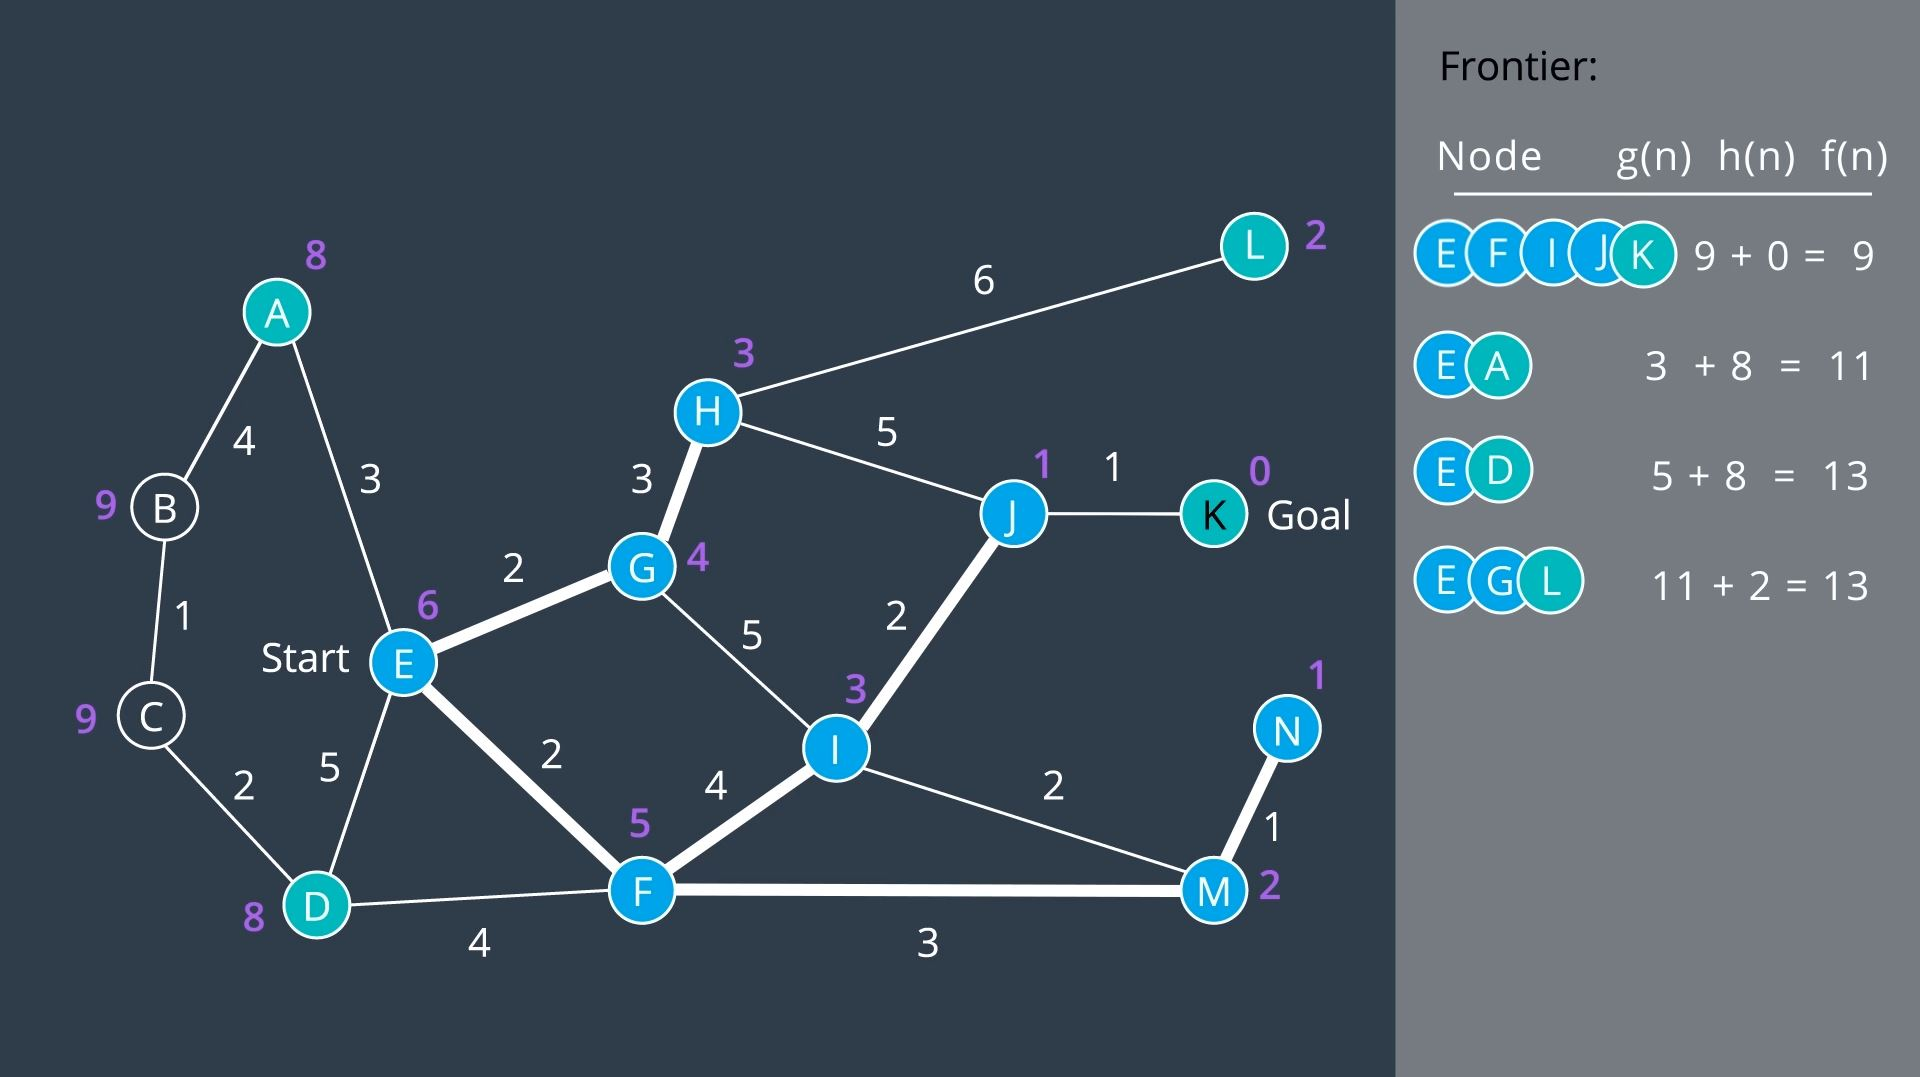 Frontier:
Node g(n) h(n) f(n)
E F I J K 9 + 0 = 9
E A 3 + 8 = 11
E D 5 + 8 = 13
E G L 11 + 2 = 13
L 2
8
6
A
3
H
4
5
3
3
1
1
0
9 B
J
K Goal
2
G 4
6
1
5
2
Start E
3
1
9 C
I
N
2
5
2
4
2
5
1
8 D
F
M 2
4
3